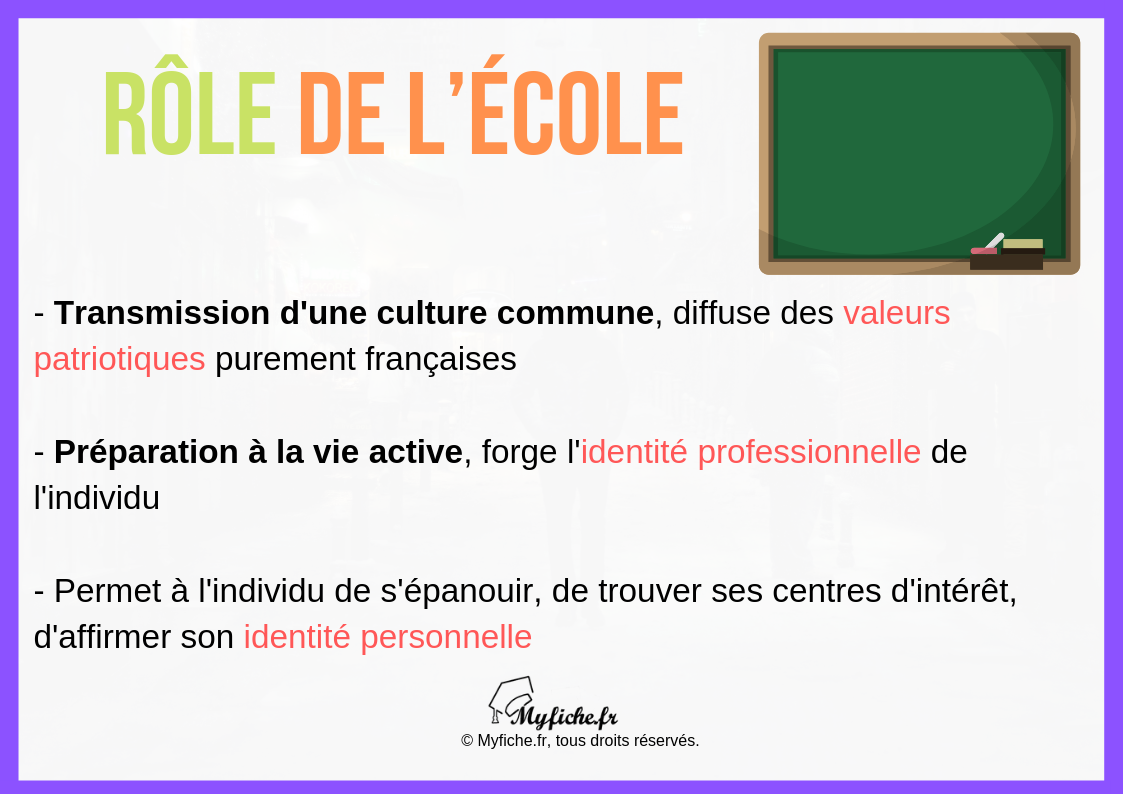 RÔLE DE L’ÉCOLE
- Transmission d'une culture commune, diffuse des valeurs
patriotiques purement françaises
- Préparation à la vie active, forge l'identité professionnelle de
l'individu
- Permet à l'individu de s'épanouir, de trouver ses centres d'intérêt,
d'affirmer son identité personnelle
Myfiche.fr
© Myfiche.fr, tous droits réservés.